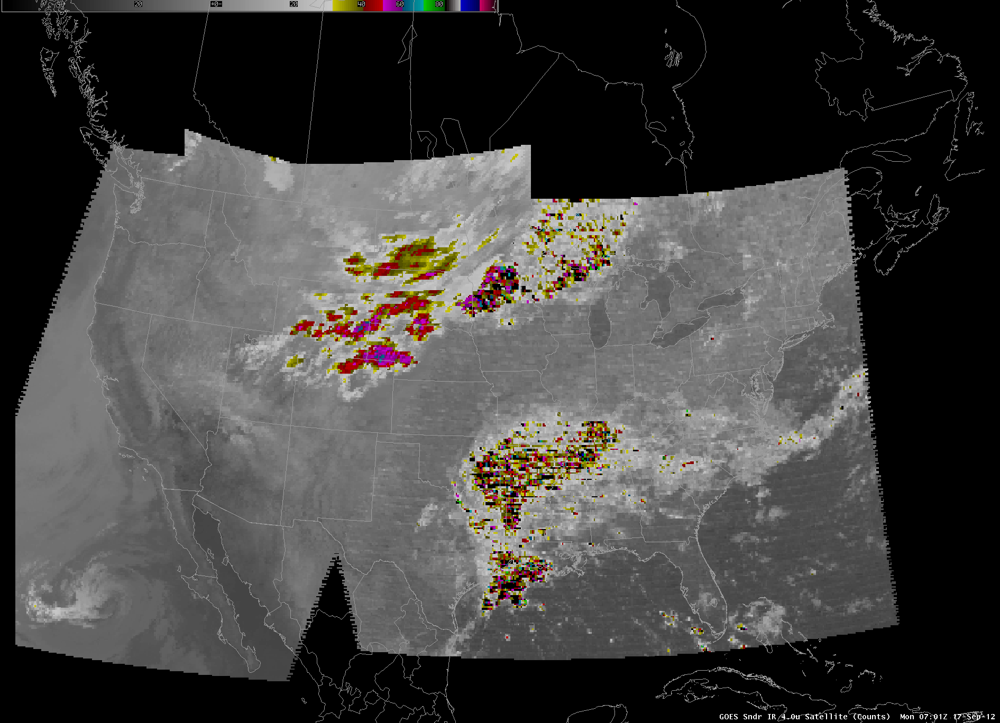 40 20 +0- 20 40 60 80
GOES Sndr IR 4.0u Satellite (Counts) Mon 07:01Z 17-Sep-12